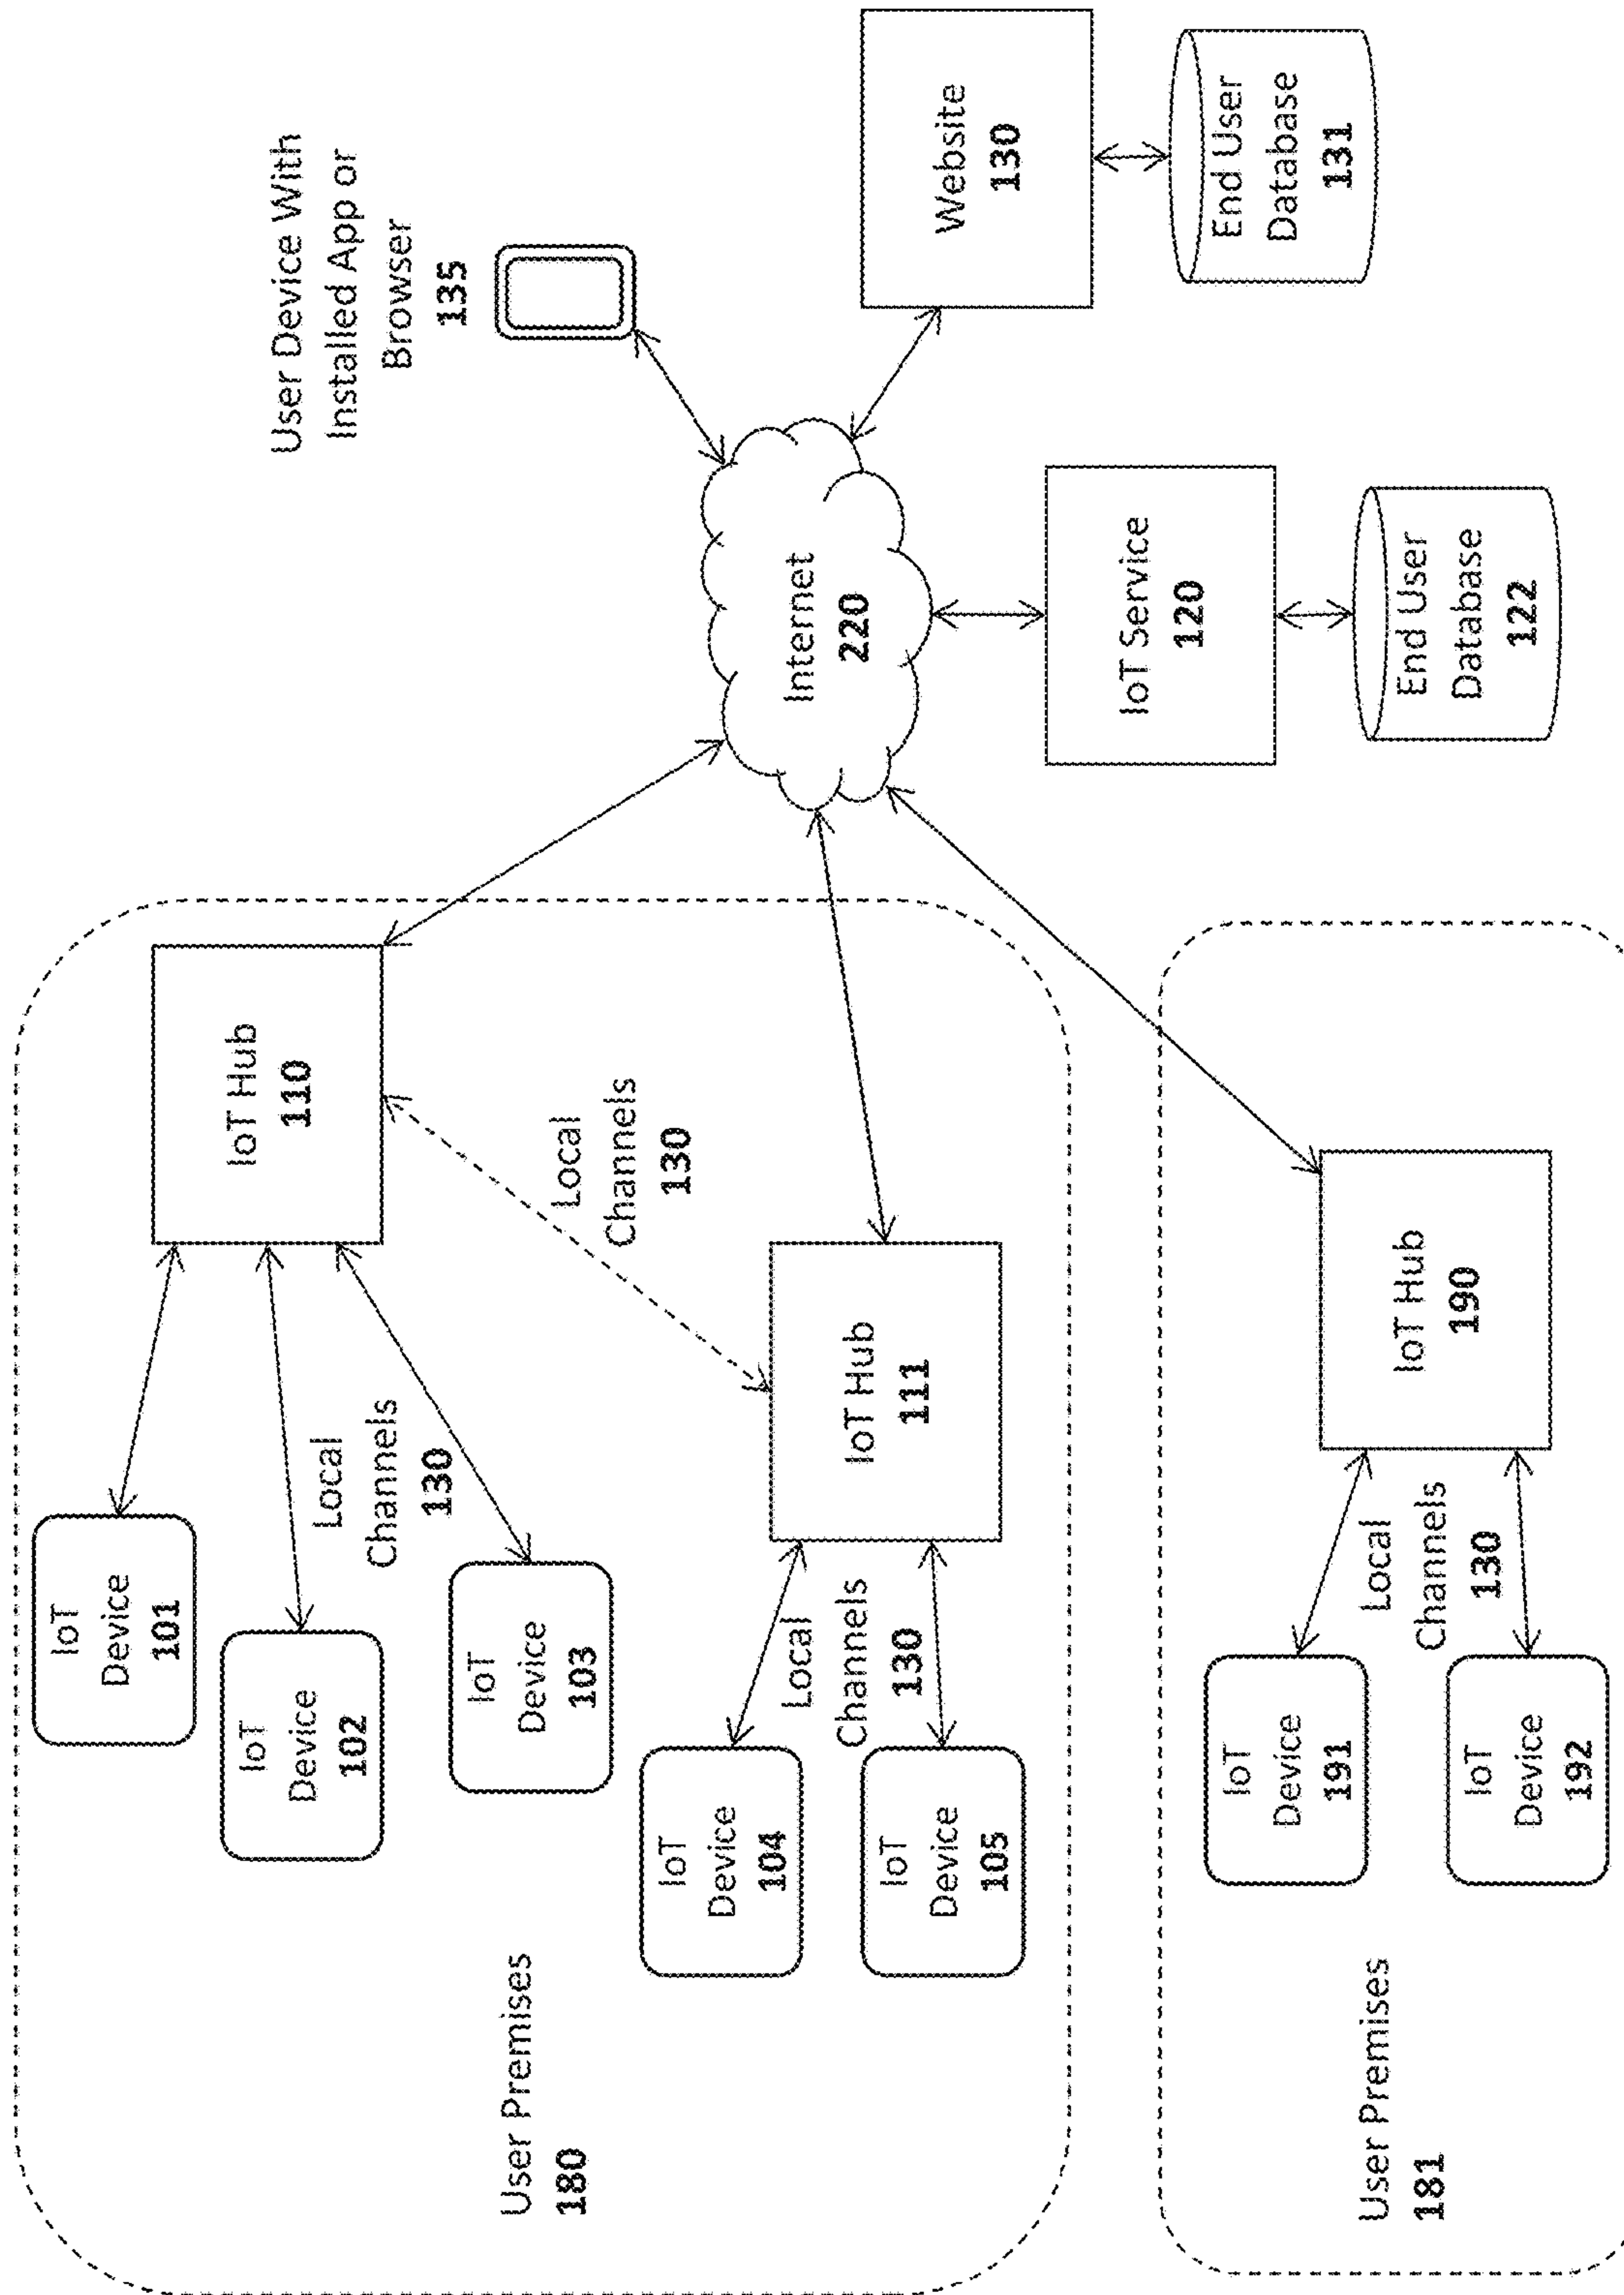 IoT
Device
101
IoT
Device
102
IoT
Device
103
Local
Channels
130
IoT Hub
110
Local
Channels
130
User Premises
180
IoT
Device
104
IoT
Device
105
Local
Channels
130
IoT Hub
111
User Premises
181
IoT
Device
191
IoT
Device
192
Local
Channels
130
IoT Hub
190
User Device With
Installed App or
Browser
135
Internet
220
Website
130
End User
Database
131
IoT Service
120
End User
Database
122